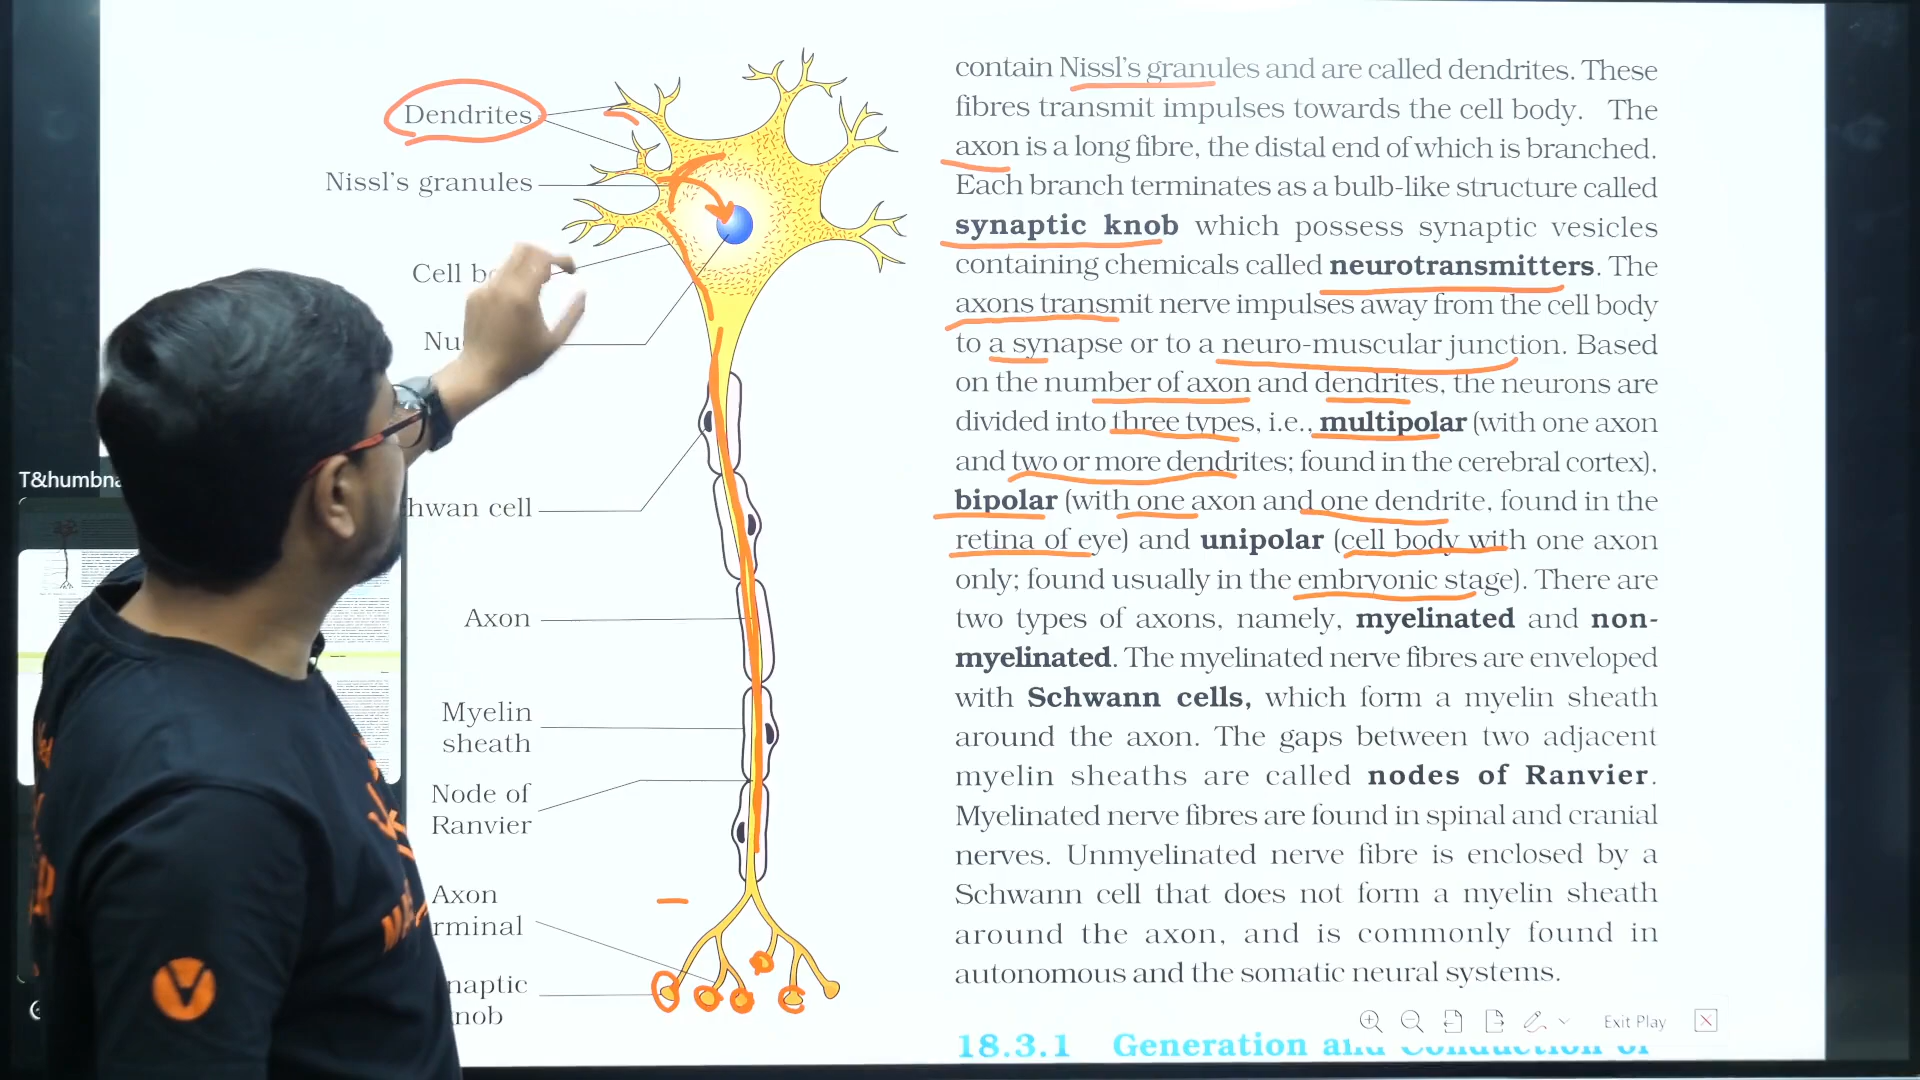 Dendrites
Nissl's granules
Cell
Axon
Myelin
sheath
Node of
Ranvier
Axon
contain Nissl's granules and are called dendrites. These
fibres transmit impulses towards the cell body. The
axon is a long fibre, the distal end of which is branched.
Each branch terminates as a bulb-like structure called
synaptic knob which possess synaptic vesicles
containing chemicals called neurotransmitters. The
axons transmit nerve impulses away from the cell body
to a synapse or to a neuro-muscular junction. Based
on the number of axon and dendrites, the neurons are
divided into three types, i.e., multipolar (with one axon
and two or more dendrites; found in the cerebral cortex),
bipolar (with one axon and one dendrite, found in the
retina of eye) and unipolar (cell body with one axon
only; found usually in the embryonic stage). There are
two types of axons, namely, myelinated and non-
myelinated. The myelinated nerve fibres are enveloped
with Schwann cells, which form a myelin sheath
around the axon. The gaps between two adjacent
myelin sheaths are called nodes of Ranvier.
Myelinated nerve fibres are found in spinal and cranial
nerves. Unmyelinated nerve fibre is enclosed by a
Schwann cell that does not form a myelin sheath
around the axon, and is commonly found in
autonomous and the somatic neural systems.
18.3.1 Generation and Conduction of
Exit Play